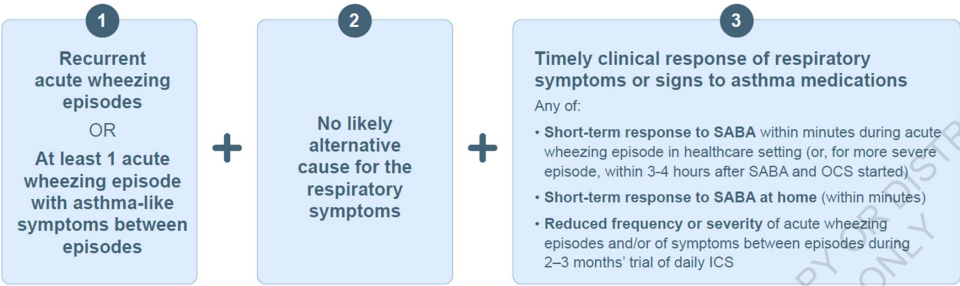 1
Recurrent
acute wheezing
episodes
OR
At least 1 acute
wheezing episode
with asthma-like
symptoms between
episodes
+
2
No likely
alternative
cause for the
respiratory
symptoms
+
3
Timely clinical response of respiratory
symptoms or signs to asthma medications
Any of:
• Short-term response to SABA within minutes during acute
wheezing episode in healthcare setting (or, for more severe
episode, within 3-4 hours after SABA and OCS started)
• Short-term response to SABA at home (within minutes)
• Reduced frequency or severity of acute wheezing
episodes and/or of symptoms between episodes during
2–3 months' trial of daily ICS
OR
ONLY